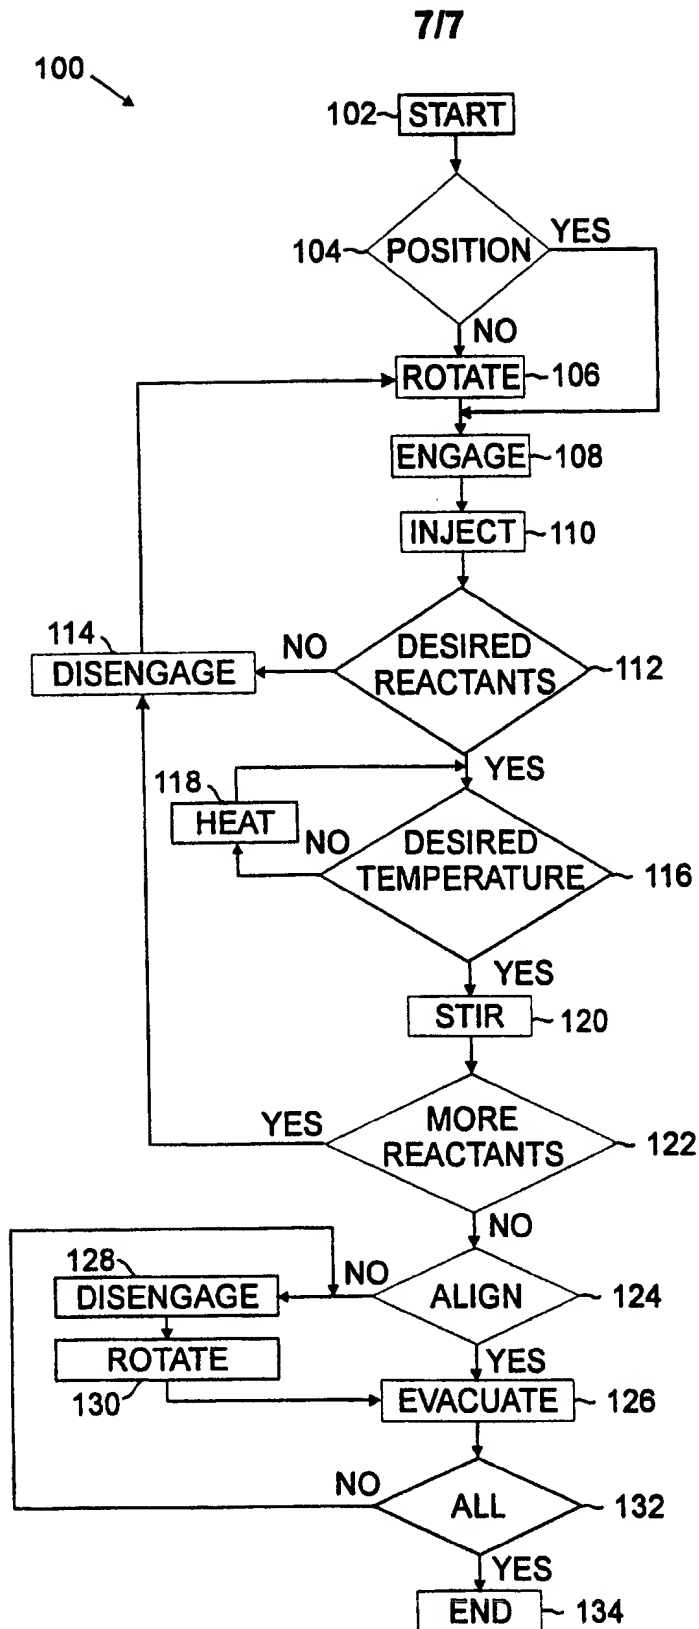 7/7
100
102 START
104 POSITION YES
NO
ROTATE 106
ENGAGE 108
INJECT 110
114
DISENGAGE
NO
DESIRED
REACTANTS
112
YES
118
HEAT
NO
DESIRED
TEMPERATURE
116
YES
STIR 120
YES
MORE
REACTANTS
122
NO
128
DISENGAGE
NO
ALIGN
124
ROTATE
130
YES
EVACUATE 126
NO
ALL
132
YES
END 134